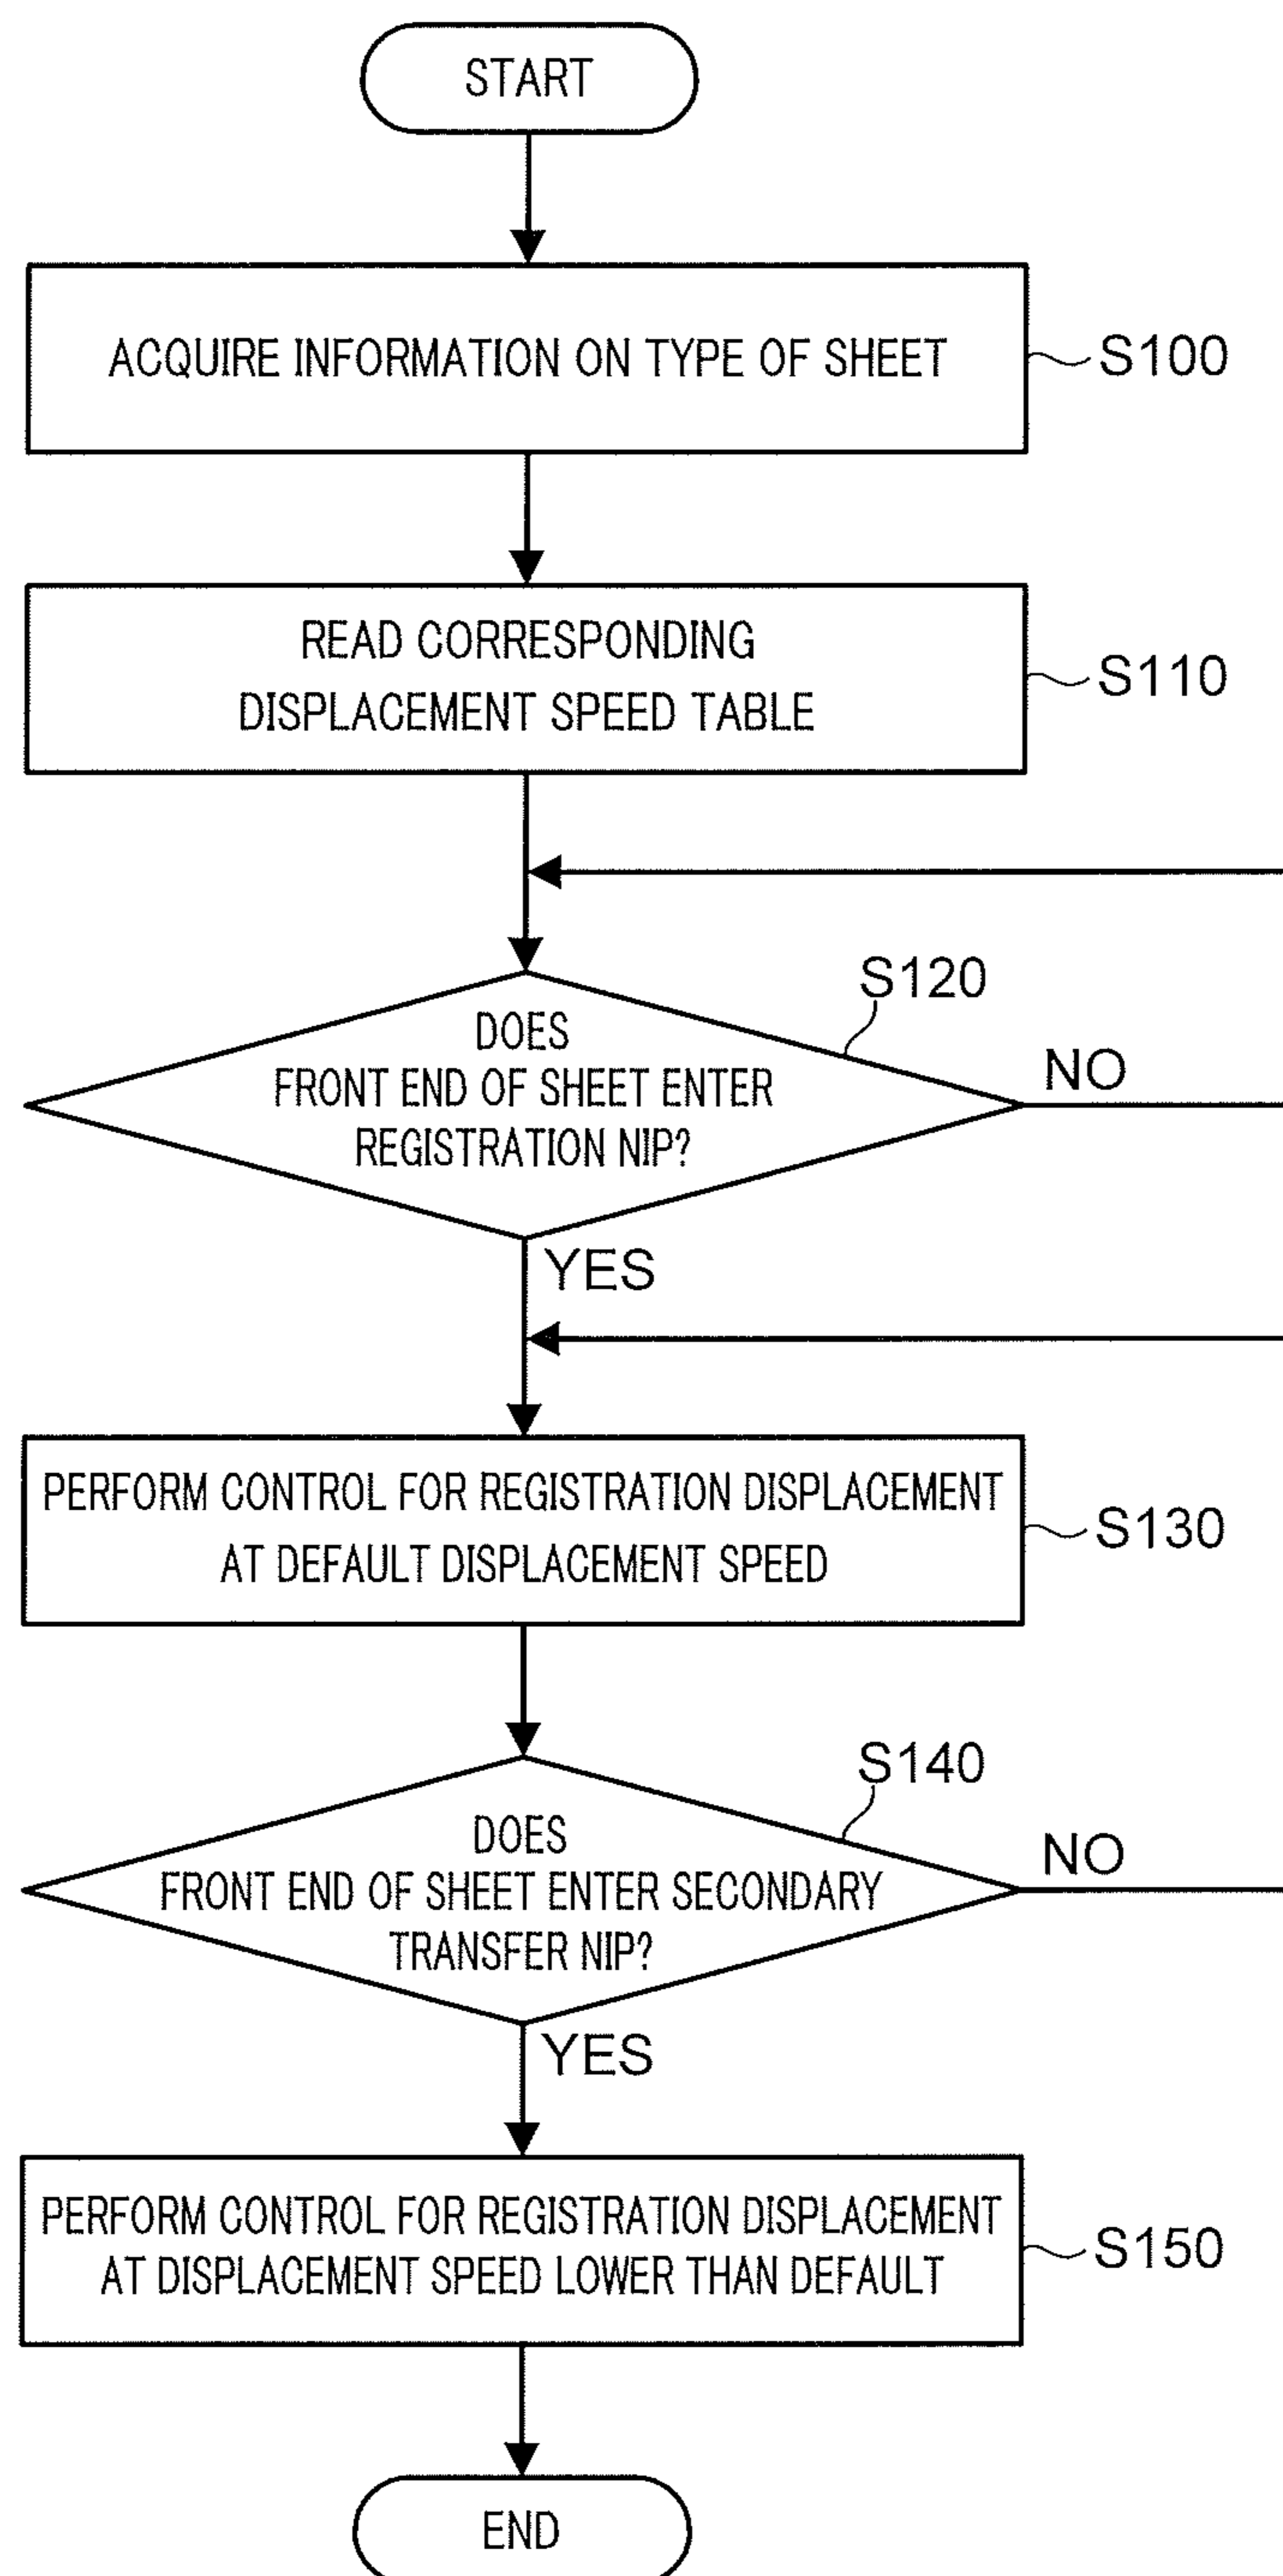 START
ACQUIRE INFORMATION ON TYPE OF SHEET
S100
READ CORRESPONDING
DISPLACEMENT SPEED TABLE
S110
S120
DOES
FRONT END OF SHEET ENTER
REGISTRATION NIP?
NO
YES
PERFORM CONTROL FOR REGISTRATION DISPLACEMENT
AT DEFAULT DISPLACEMENT SPEED
S130
S140
DOES
FRONT END OF SHEET ENTER SECONDARY
TRANSFER NIP?
NO
YES
PERFORM CONTROL FOR REGISTRATION DISPLACEMENT
AT DISPLACEMENT SPEED LOWER THAN DEFAULT
S150
END